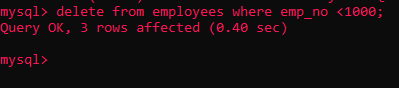 mysql> delete from employees where emp_no <1000;
Query OK, 3 rows affected (0.40 sec)
mysql>